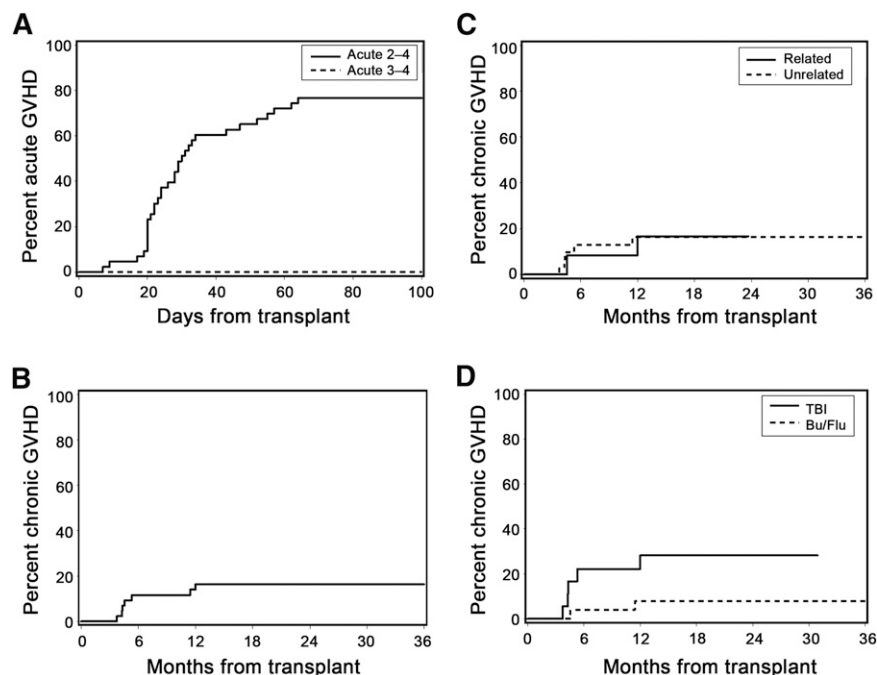 A
Percent acute GVHD
100
80
60
40
20
0
Acute 2–4
Acute 3–4
0 20 40 60 80 100
Days from transplant
C
Percent chronic GVHD
100
80
60
40
20
0
Related
Unrelated
0 6 12 18 24 30 36
Months from transplant
B
Percent chronic GVHD
100
80
60
40
20
0
0 6 12 24 30 36
Months from transplant
D
Percent chronic GVHD
100
80
60
40
20
0
TBI
Bu/Flu
0 6 12 18 24 30 36
Months from transplant